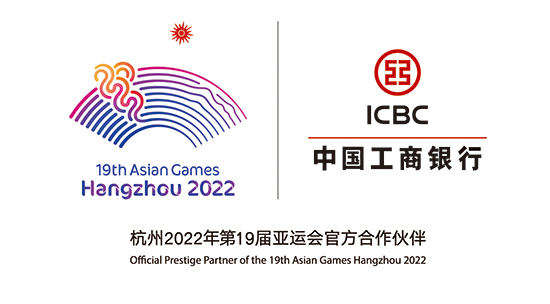 19th Asian Games
Hangzhou 2022
ICBC
中国工商银行
杭州2022年第19届亚运会官方合作伙伴
Official Prestige Partner of the 19th Asian Games Hangzhou 2022